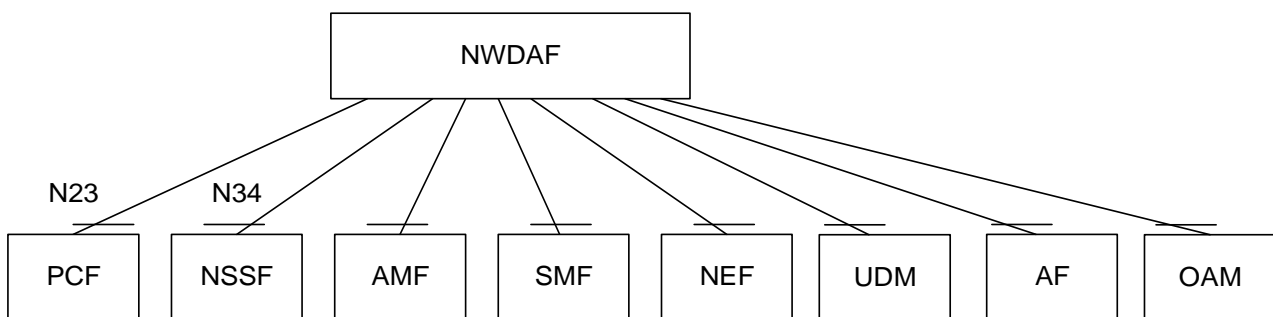 NWDAF
N23 N34
PCF NSSF AMF SMF NEF UDM AF OAM